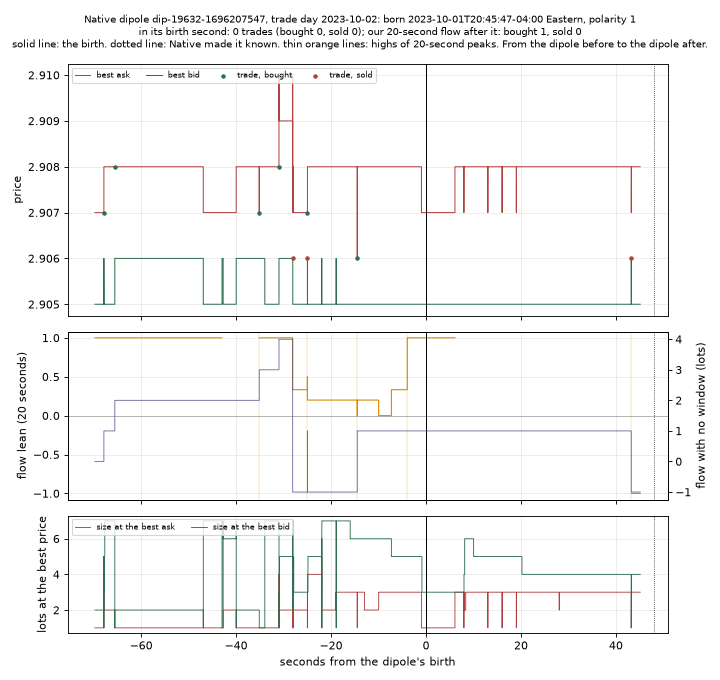 Native dipole dip-19632-1696207547, trade day 2023-10-02: born 2023-10-01T20:45:47-04:00 Eastern, polarity 1
in its birth second: 0 trades (bought 0, sold 0); our 20-second flow after it: bought 1, sold 0
solid line: the birth. dotted line: Native made it known. thin orange lines: highs of 20-second peaks. From the dipole before to the dipole after.
best ask best bid trade, bought trade, sold
2.910
2.909
2.908
2.907
2.906
2.905
price
1.0
0.5
0.0
−0.5
−1.0
flow lean (20 seconds)
4
3
2
1
0
−1
flow with no window (lots)
size at the best ask size at the best bid
6
4
2
lots at the best price
−60 −40 −20 0 20 40
seconds from the dipole's birth